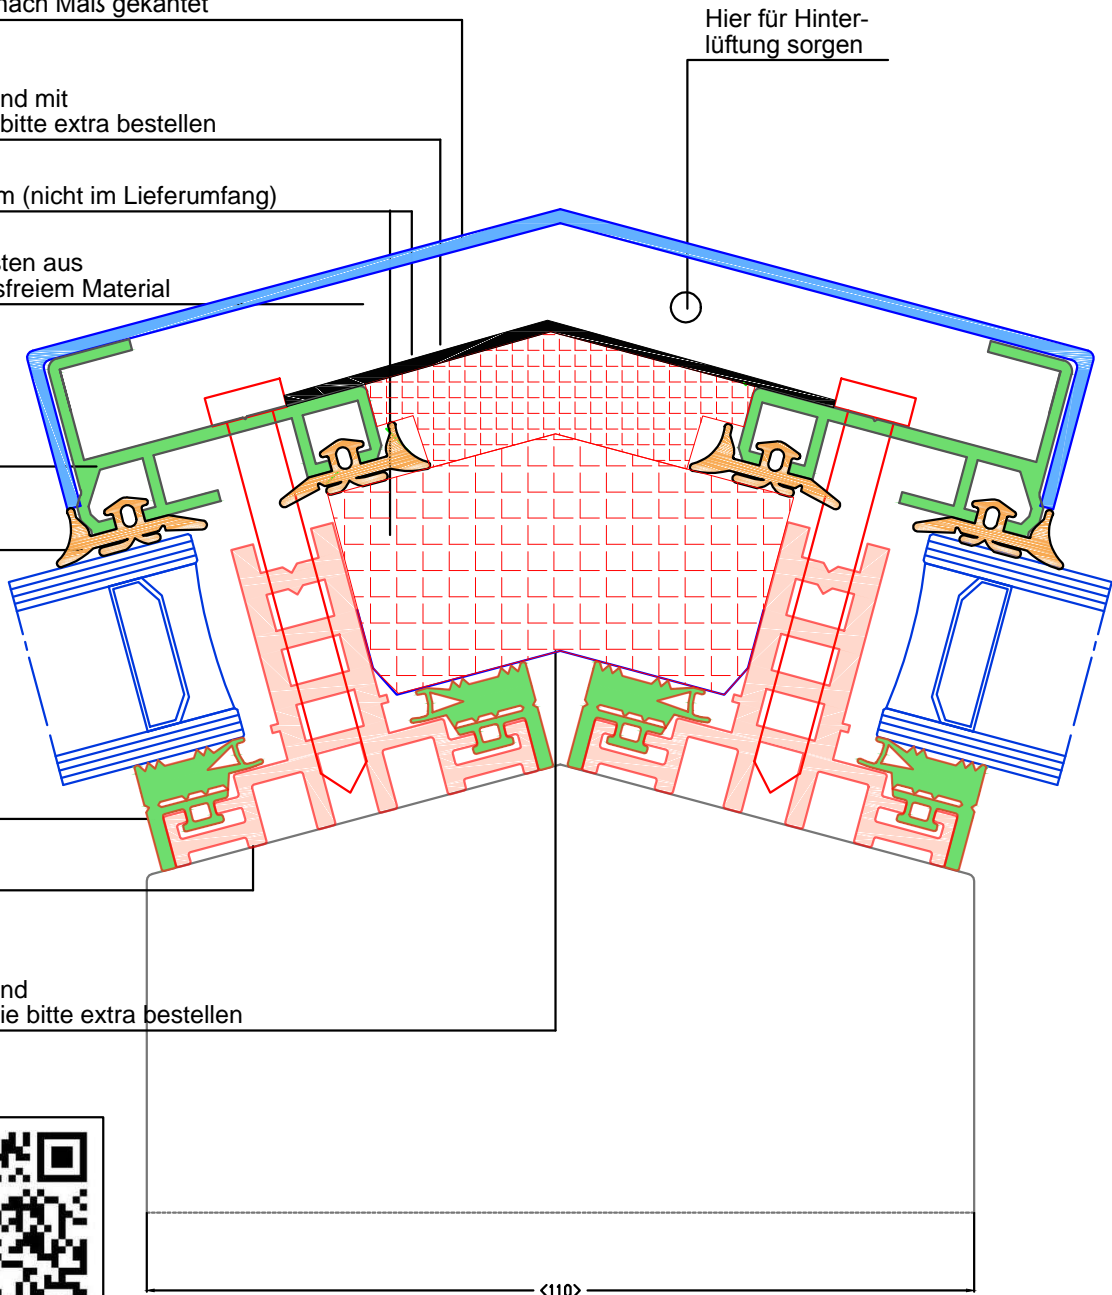 nach Maß gekantet
Hier für Hinter-
lüftung sorgen
nd mit
bitte extra bestellen
m (nicht im Lieferumfang)
sten aus
sfreiem Material
nd
ie bitte extra bestellen
<110>